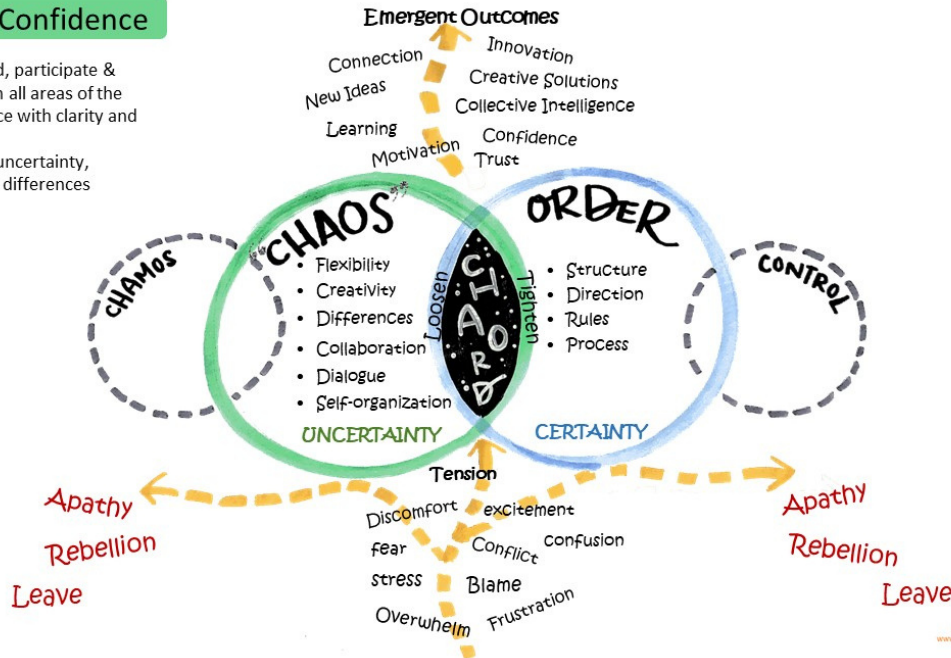 Confidence
d, participate &
all areas of the
ce with clarity and
uncertainty,
differences
Emergent Outcomes
Connection
Innovation
New Ideas
Creative Solutions
Collective Intelligence
Learning
Confidence
Motivation
Trust
CHAMOS
"CHAOS"
• Flexibility
• Creativity
• Differences
• Collaboration
• Dialogue
• Self-organization
UNCERTAINTY
Loosen
CHAORD
Tighten
ORDER
• Structure
• Direction
• Rules
• Process
CERTAINTY
CONTROL
Tension
Discomfort
excitement
fear
Conflict
confusion
stress
Blame
Overwhelm
Frustration
Apathy
Rebellion
Leave
Apathy
Rebellion
Leave
ww